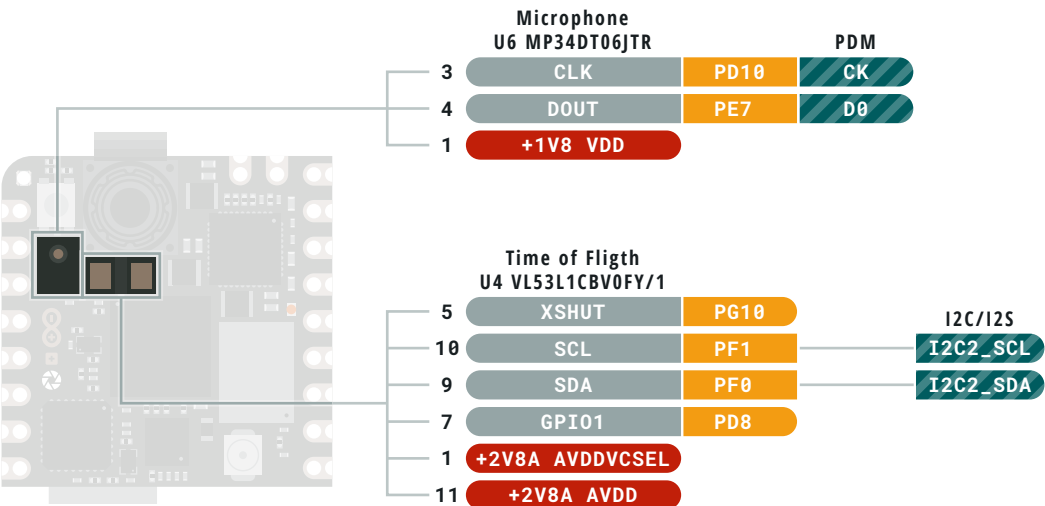 Microphone
U6 MP34DT06JTR PDM
3 CLK PD10 CK
4 DOUT PE7 D0
1 +1V8 VDD
Time of Fligth
U4 VL53L1CBV0FY/1
I2C/I2S
5 XSHUT PG10
10 SCL PF1 I2C2_SCL
9 SDA PF0 I2C2_SDA
7 GPIO1 PD8
1 +2V8A AVDDVCSEL
11 +2V8A AVDD